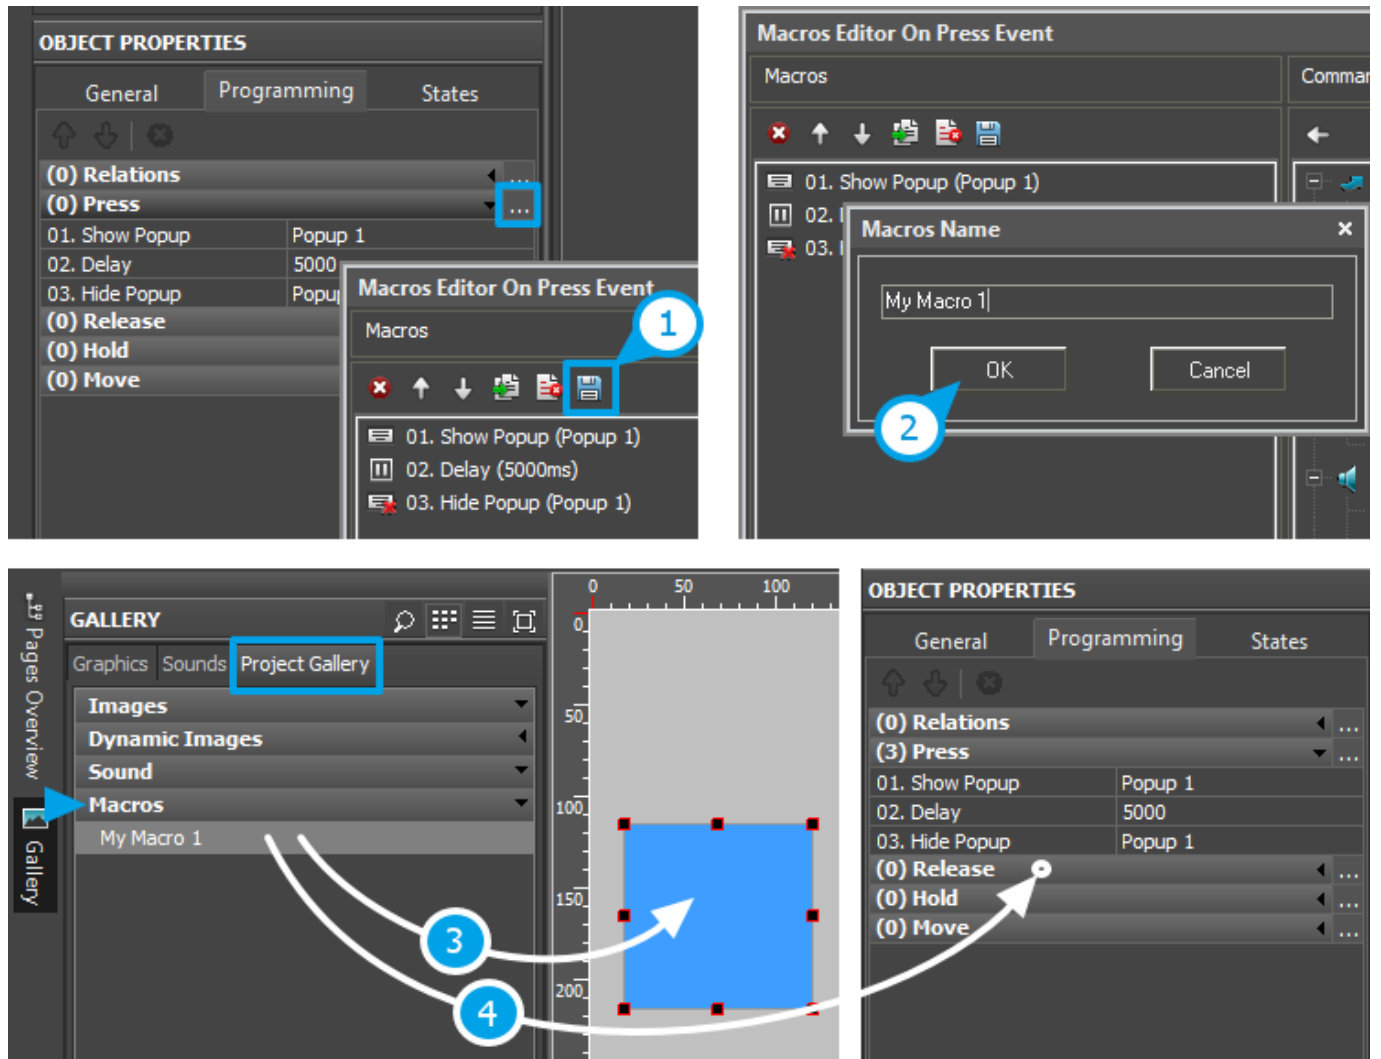 OBJECT PROPERTIES
General Programming States
(0) Relations ...
(0) Press ...
01. Show Popup Popup 1
02. Delay 5000
03. Hide Popup Popu
(0) Release
(0) Hold
(0) Move
Macros Editor On Press Event
Macros
1
01. Show Popup (Popup 1)
02. Delay (5000ms)
03. Hide Popup (Popup 1)
Macros Editor On Press Event
Macros Comman
01. Show Popup (Popup 1)
02.
03.
Macros Name
My Macro 1
OK Cancel
2
Pages Overview
Gallery
GALLERY
Graphics Sounds Project Gallery
Images
Dynamic Images
Sound
Macros
My Macro 1
3
4
0 50 100
0
50
100
150
200
OBJECT PROPERTIES
General Programming States
(0) Relations ...
(3) Press ...
01. Show Popup Popup 1
02. Delay 5000
03. Hide Popup Popup 1
(0) Release ...
(0) Hold ...
(0) Move ...